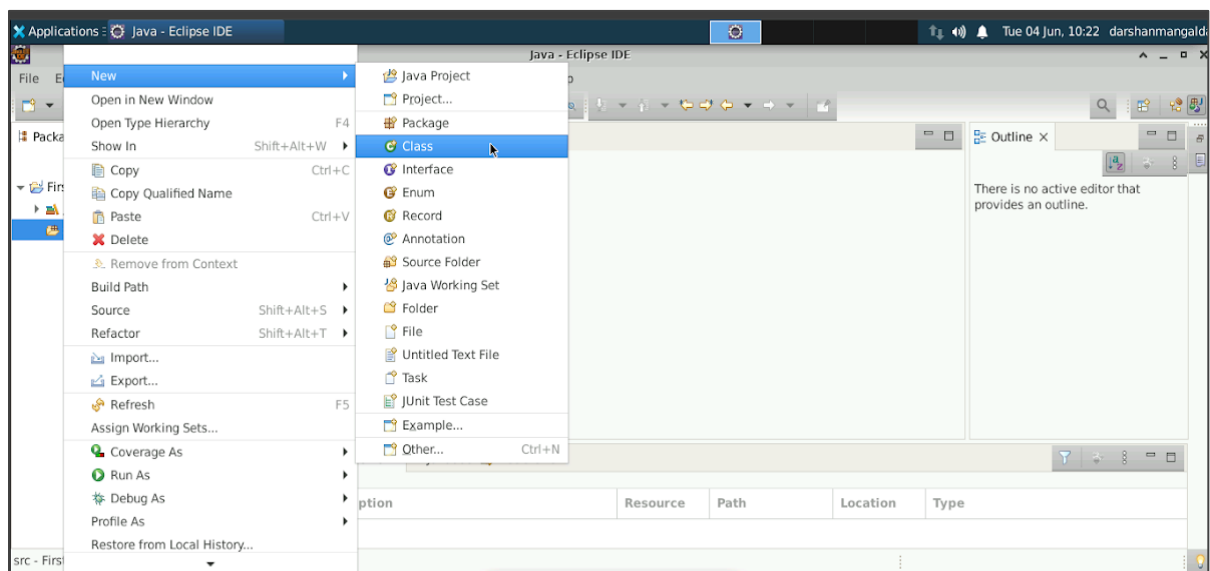 Applications : Java - Eclipse IDE
Tue 04 Jun, 10:22 darshanmangald
Java - Eclipse IDE
File
New
Open in New Window
Open Type Hierarchy F4
Show In Shift+Alt+W
Copy Ctrl+C
Copy Qualified Name
Paste Ctrl+V
Delete
Remove from Context
Build Path
Source Shift+Alt+S
Refactor Shift+Alt+T
Import...
Export...
Refresh F5
Assign Working Sets...
Coverage As
Run As
Debug As
Profile As
Restore from Local History...
Java Project
Project...
Package
Class
Interface
Enum
Record
Annotation
Source Folder
Java Working Set
Folder
File
Untitled Text File
Task
JUnit Test Case
Example...
Other... Ctrl+N
Packa
Firs
Outline
There is no active editor that
provides an outline.
ption Resource Path Location Type
src - First